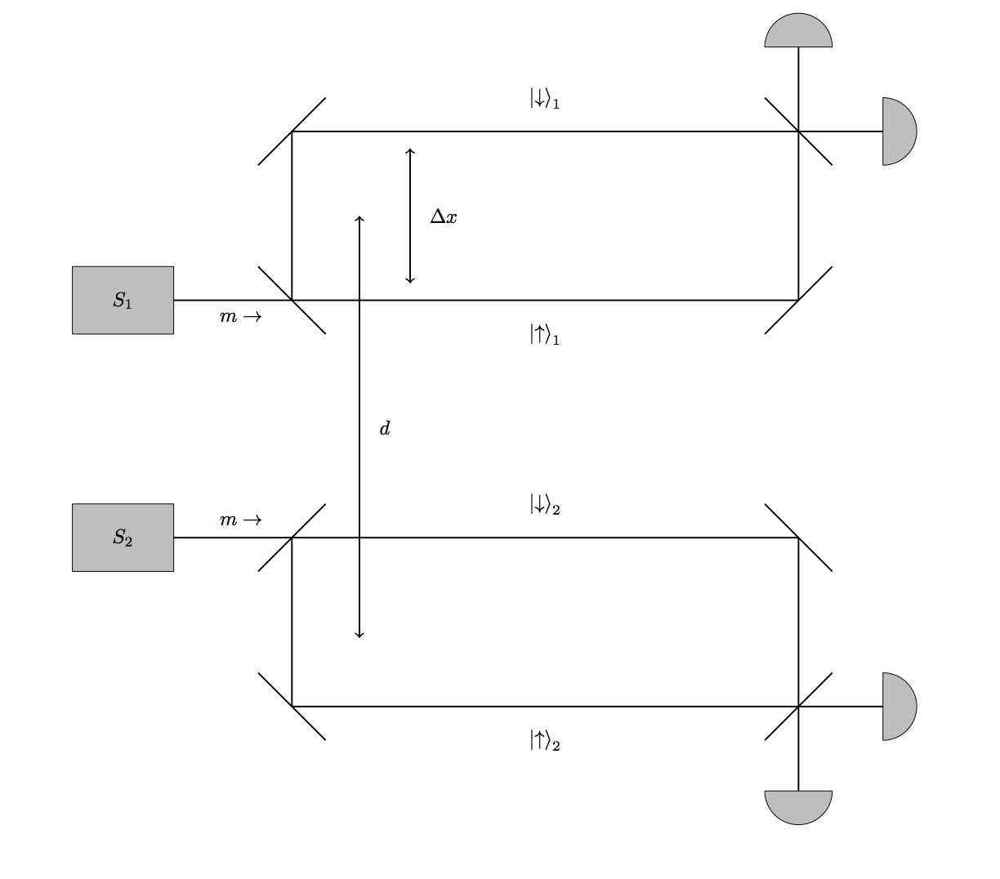 |↓⟩₁
Δx
S₁
m →
|↑⟩₁
d
|↓⟩₂
m →
S₂
|↑⟩₂